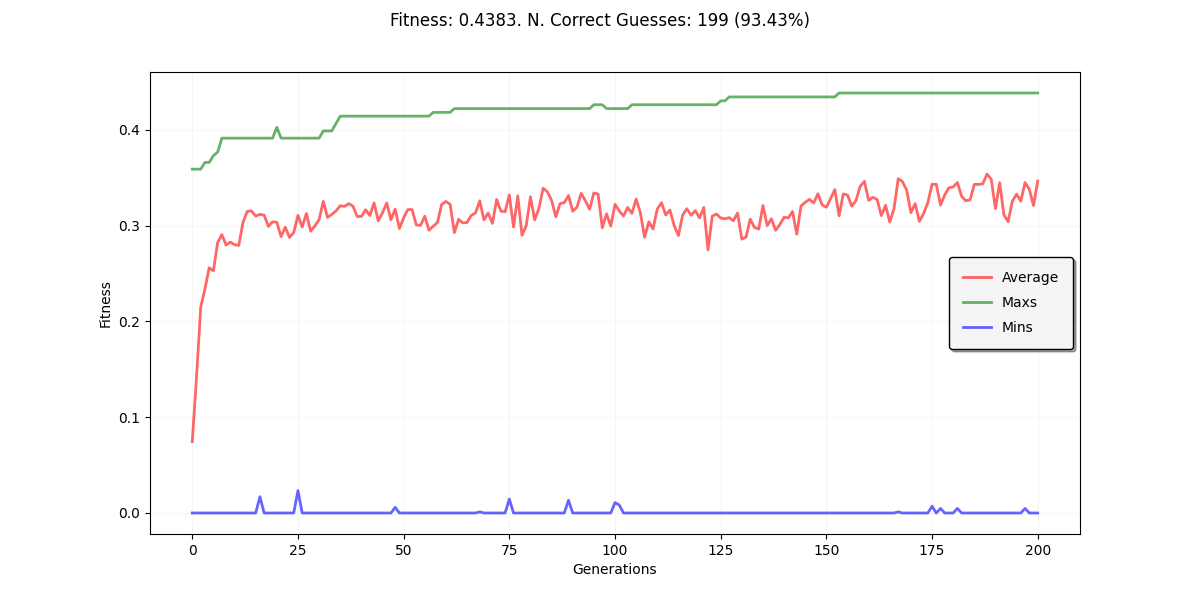 Fitness: 0.4383. N. Correct Guesses: 199 (93.43%)
0.4
0.3
0.2
0.1
0.0
Fitness
Average
Maxs
Mins
0 25 50 75 100 125 150 175 200
Generations